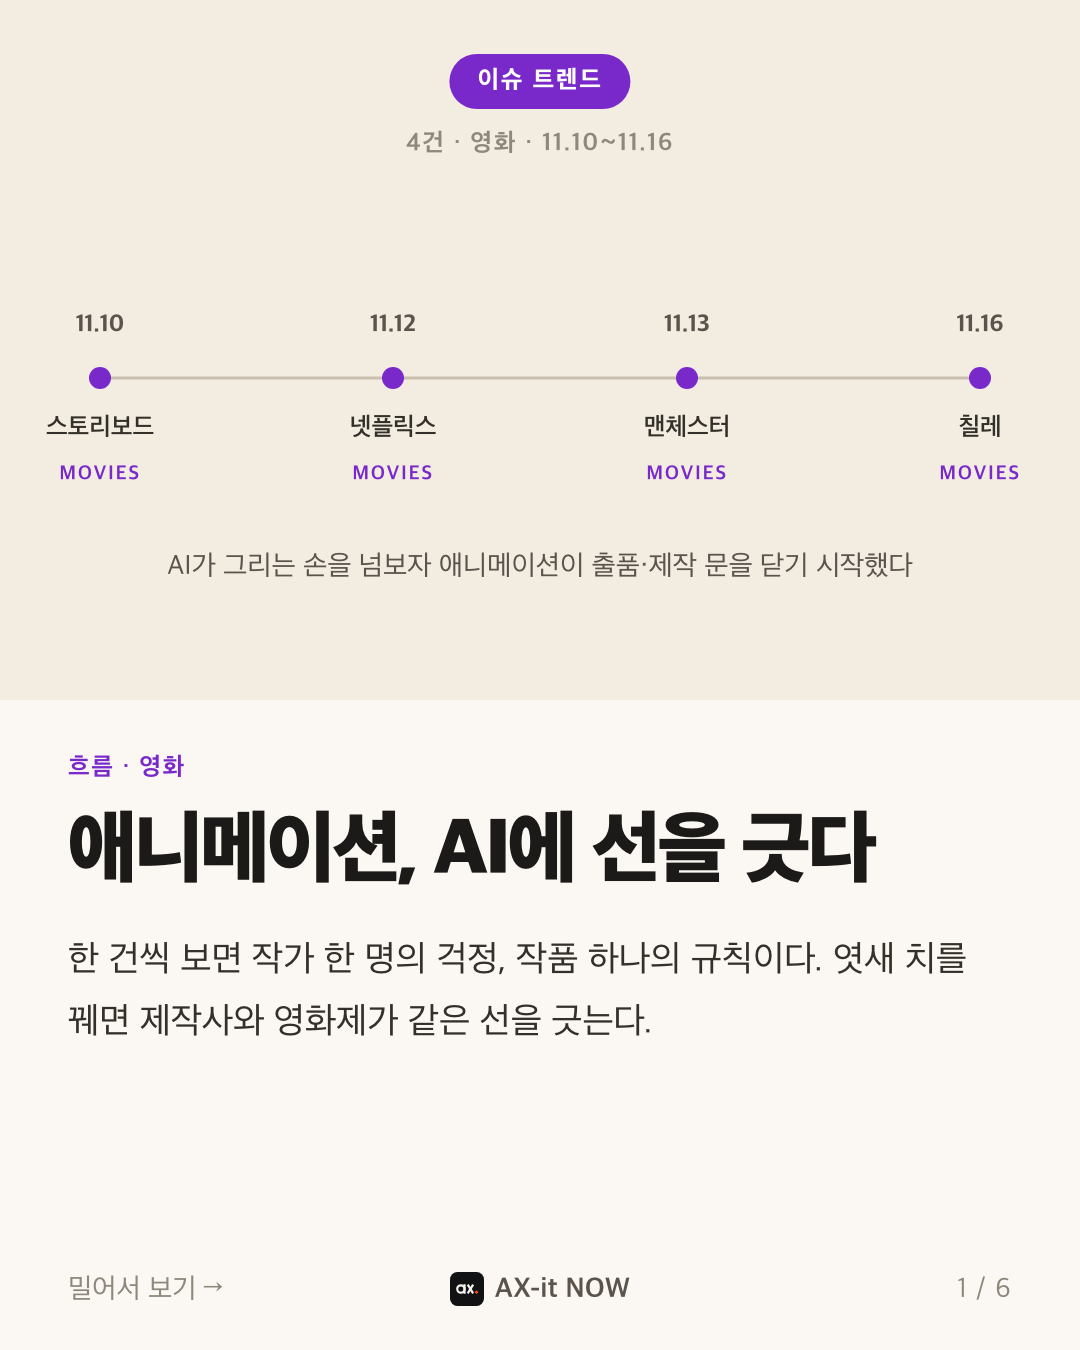 이슈 트렌드
4건 · 영화 · 11.10~11.16
11.10 11.12 11.13 11.16
스토리보드 넷플릭스 맨체스터 칠레
MOVIES MOVIES MOVIES MOVIES
AI가 그리는 손을 넘보자 애니메이션이 출품·제작 문을 닫기 시작했다
흐름 · 영화
애니메이션, AI에 선을 긋다
한 건씩 보면 작가 한 명의 걱정, 작품 하나의 규칙이다. 엿새 치를
꿰면 제작사와 영화제가 같은 선을 긋는다.
밀어서 보기 → ax. AX-it NOW 1 / 6